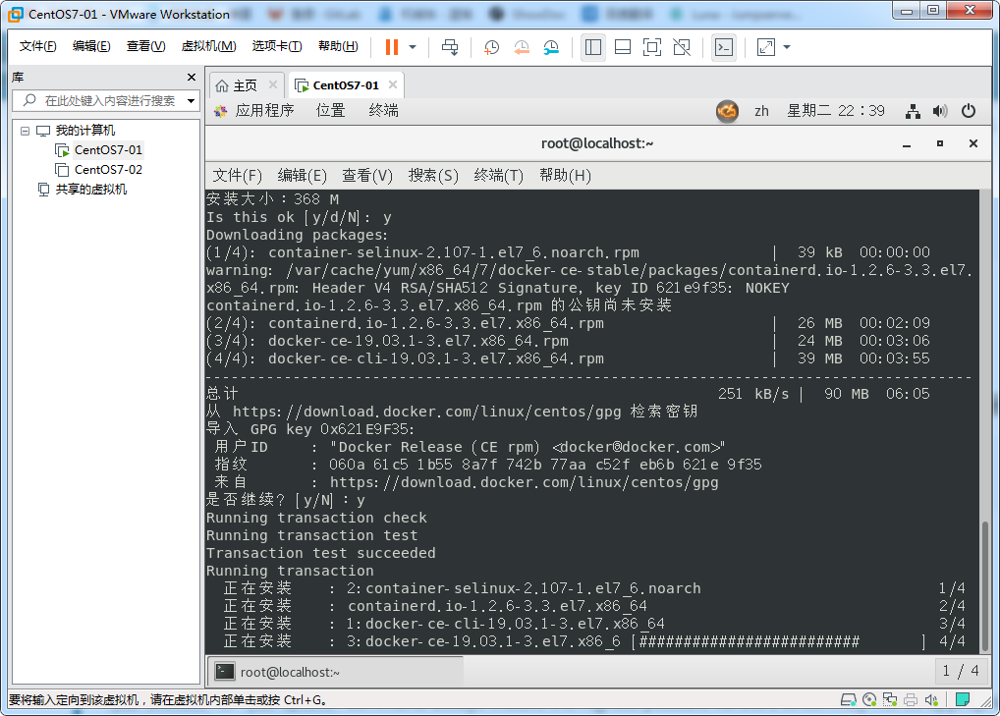 CentOS7-01 - VMware Workstation
文件(F) 编辑(E) 查看(V) 虚拟机(M) 选项卡(T) 帮助(H)
库
在此处键入内容进行搜索
我的计算机
CentOS7-01
CentOS7-02
共享的虚拟机
主页 CentOS7-01
应用程序 位置 终端 zh 星期二 22：39
root@localhost:~
文件(F) 编辑(E) 查看(V) 搜索(S) 终端(T) 帮助(H)
安装大小：368 M
Is this ok [y/d/N]: y
Downloading packages:
(1/4): container-selinux-2.107-1.el7_6.noarch.rpm | 39 kB 00:00:00
warning: /var/cache/yum/x86_64/7/docker-ce-stable/packages/containerd.io-1.2.6-3.3.el7.
x86_64.rpm: Header V4 RSA/SHA512 Signature, key ID 621e9f35: NOKEY
containerd.io-1.2.6-3.3.el7.x86_64.rpm 的公钥尚未安装
(2/4): containerd.io-1.2.6-3.3.el7.x86_64.rpm | 26 MB 00:02:09
(3/4): docker-ce-19.03.1-3.el7.x86_64.rpm | 24 MB 00:03:06
(4/4): docker-ce-cli-19.03.1-3.el7.x86_64.rpm | 39 MB 00:03:55
--------------------------------------------------------------------------------------
总计 251 kB/s | 90 MB 06:05
从 https://download.docker.com/linux/centos/gpg 检索密钥
导入 GPG key 0x621E9F35:
用户ID : "Docker Release (CE rpm) <docker@docker.com>"
指纹 : 060a 61c5 1b55 8a7f 742b 77aa c52f eb6b 621e 9f35
来自 : https://download.docker.com/linux/centos/gpg
是否继续？[y/N]：y
Running transaction check
Running transaction test
Transaction test succeeded
Running transaction
正在安装 : 2:container-selinux-2.107-1.el7_6.noarch 1/4
正在安装 : containerd.io-1.2.6-3.3.el7.x86_64 2/4
正在安装 : 1:docker-ce-cli-19.03.1-3.el7.x86_64 3/4
正在安装 : 3:docker-ce-19.03.1-3.el7.x86_6 [######################### ] 4/4
root@localhost:~ 1 / 4
要将输入定向到该虚拟机，请在虚拟机内部单击或按 Ctrl+G。